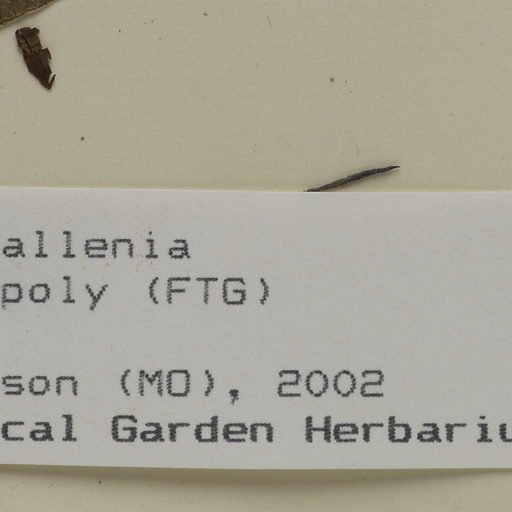 allenia
poly (FTG)
son (MO), 2002
cal Garden Herbariu